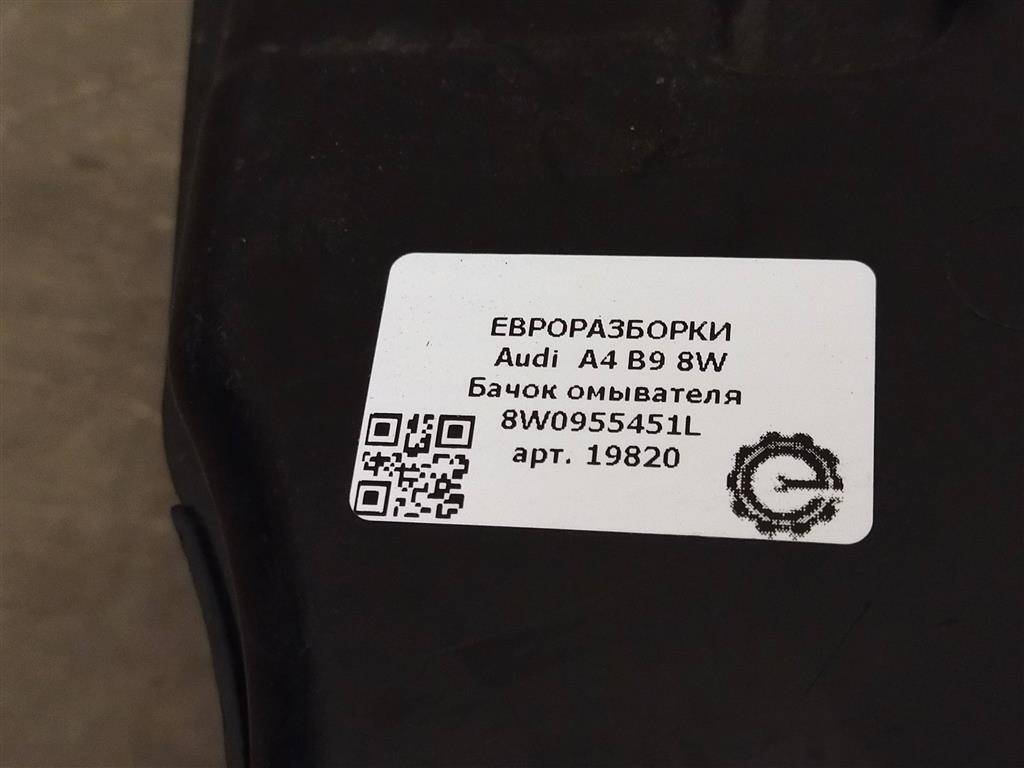 ЕВРОРАЗБОРКИ
Audi A4 B9 8W
Бачок омывателя
8W0955451L
арт. 19820